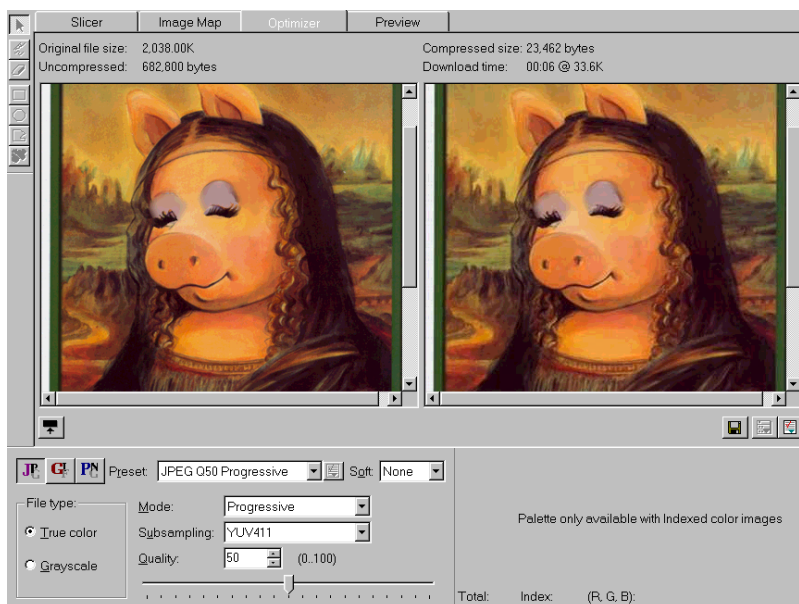 Slicer Image Map Optimizer Preview
Original file size: 2,038.00K
Uncompressed: 682,800 bytes
Compressed size: 23,462 bytes
Download time: 00:06 @ 33.6K
Preset: JPEG Q50 Progressive Soft: None
File type:
True color
Grayscale
Mode: Progressive
Subsampling: YUV411
Quality: 50 (0..100)
Palette only available with Indexed color images
Total: Index: (R, G, B):